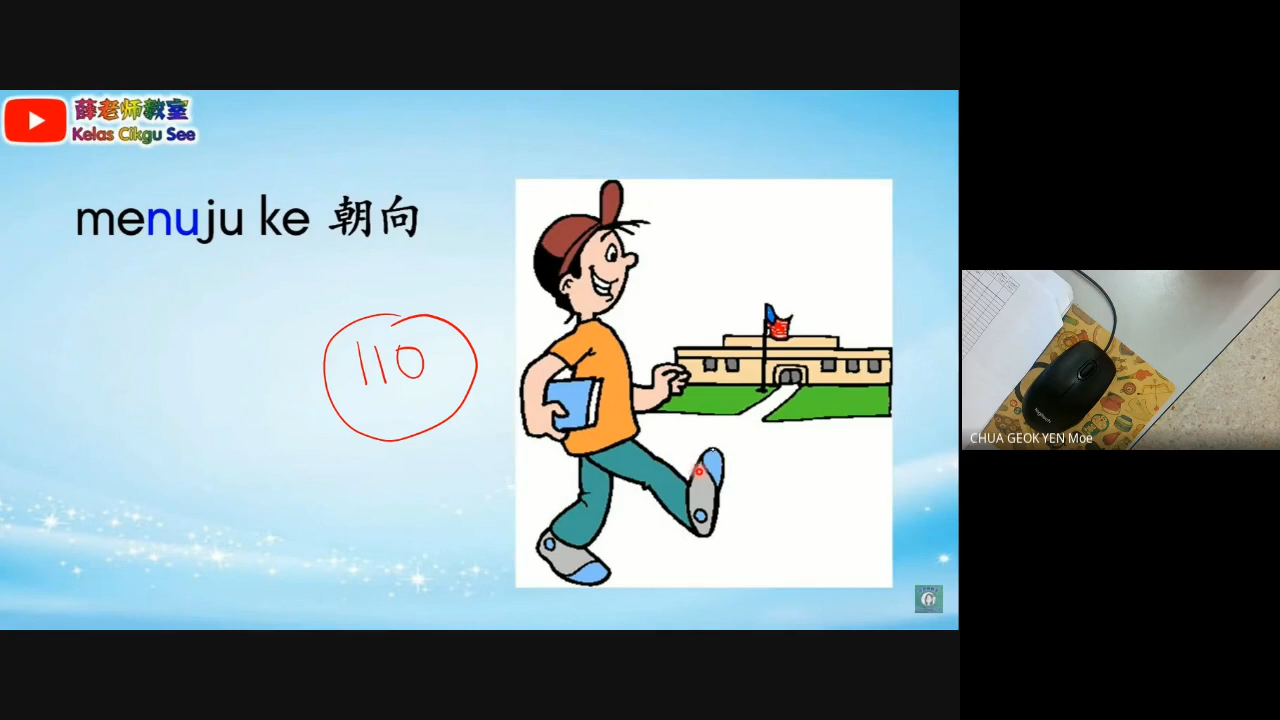 薛老师教室
Kelas Cikgu See
menuju ke 朝向
110
CHUA GEOK YEN Moe